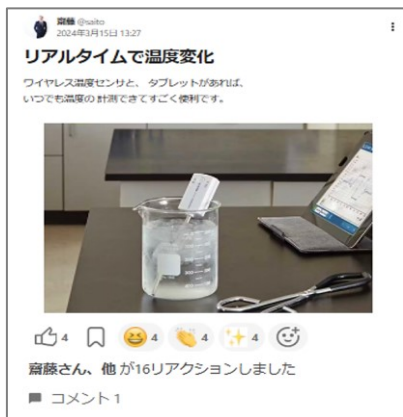 齋藤 @saito
2024年3月15日 13:27
リアルタイムで温度変化
ワイヤレス温度センサと、タブレットがあれば、
いつでも温度の 計測できてすごく便利です。
4 4 4 4
齋藤さん、他 が16リアクションしました
コメント 1